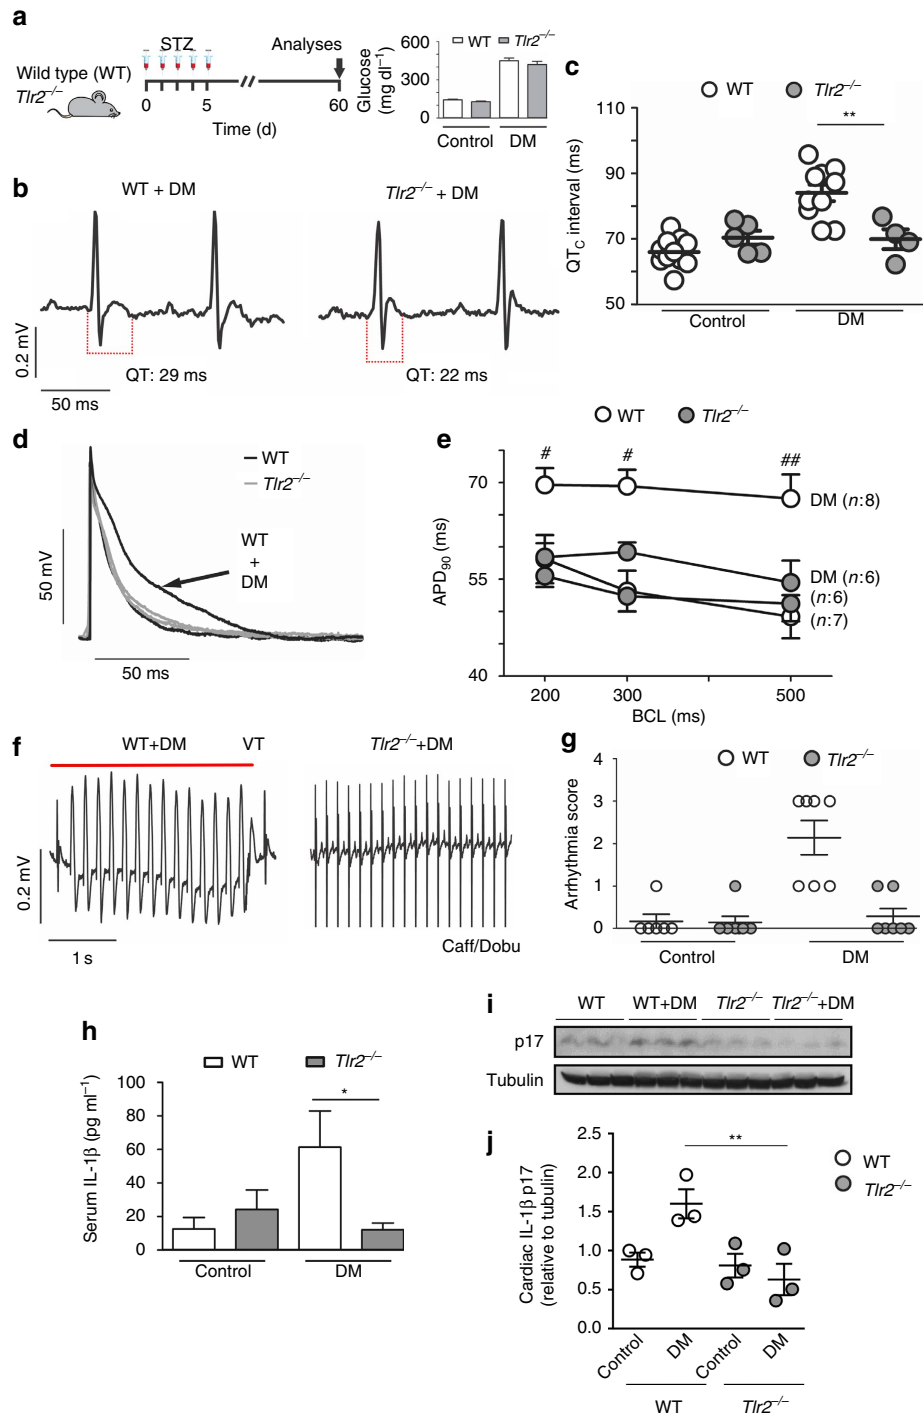 a
STZ
Analyses
Wild type (WT)
Tlr2–/–
0
5
60
Time (d)
WT
Tlr2–/–
Glucose
(mg dl–1)
600
300
0
Control
DM
b
WT + DM
Tlr2–/– + DM
0.2 mV
50 ms
QT: 29 ms
QT: 22 ms
c
WT
Tlr2–/–
**
QTC interval (ms)
110
90
70
50
Control
DM
d
WT
Tlr2–/–
WT
+
DM
50 mV
50 ms
e
WT
Tlr2–/–
#
#
##
APD90 (ms)
70
55
40
DM (n:8)
DM (n:6)
(n:6)
(n:7)
200
300
500
BCL (ms)
f
WT+DM
VT
Tlr2–/–+DM
0.2 mV
1 s
Caff/Dobu
g
WT
Tlr2–/–
Arrhythmia score
4
3
2
1
0
Control
DM
h
WT
Tlr2–/–
*
Serum IL-1β (pg ml–1)
100
80
60
40
20
0
Control
DM
i
WT
WT+DM
Tlr2–/–
Tlr2–/–+DM
p17
Tubulin
j
**
WT
Tlr2–/–
Cardiac IL-1β p17
(relative to tubulin)
2.5
2.0
1.5
1.0
0.5
0.0
Control
DM
Control
DM
WT
Tlr2–/–